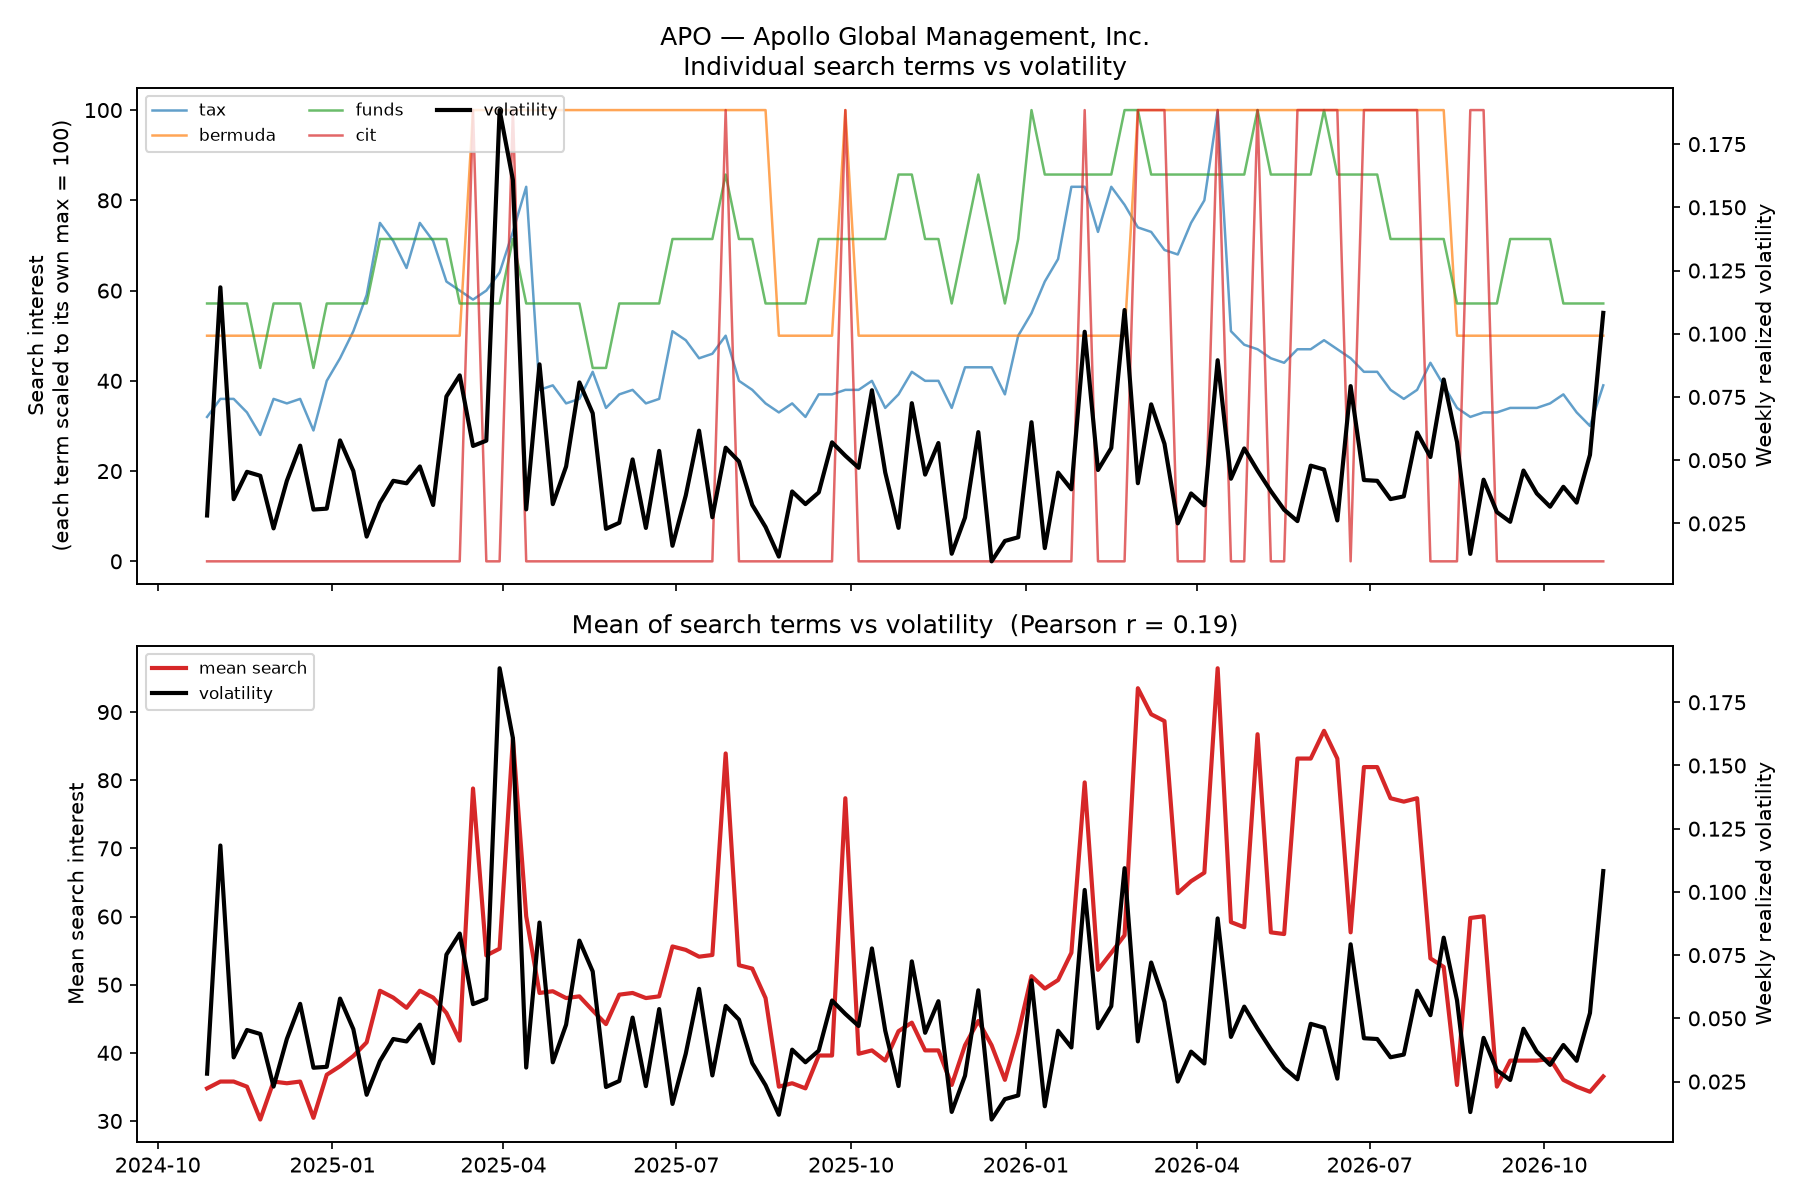 APO — Apollo Global Management, Inc.
Individual search terms vs volatility
tax
bermuda
funds
cit
volatility
Search interest
(each term scaled to its own max = 100)
100
80
60
40
20
0
0.175
0.150
0.125
0.100
0.075
0.050
0.025
Weekly realized volatility
Mean of search terms vs volatility (Pearson r = 0.19)
mean search
volatility
Mean search interest
90
80
70
60
50
40
30
0.175
0.150
0.125
0.100
0.075
0.050
0.025
Weekly realized volatility
2024-10
2025-01
2025-04
2025-07
2025-10
2026-01
2026-04
2026-07
2026-10